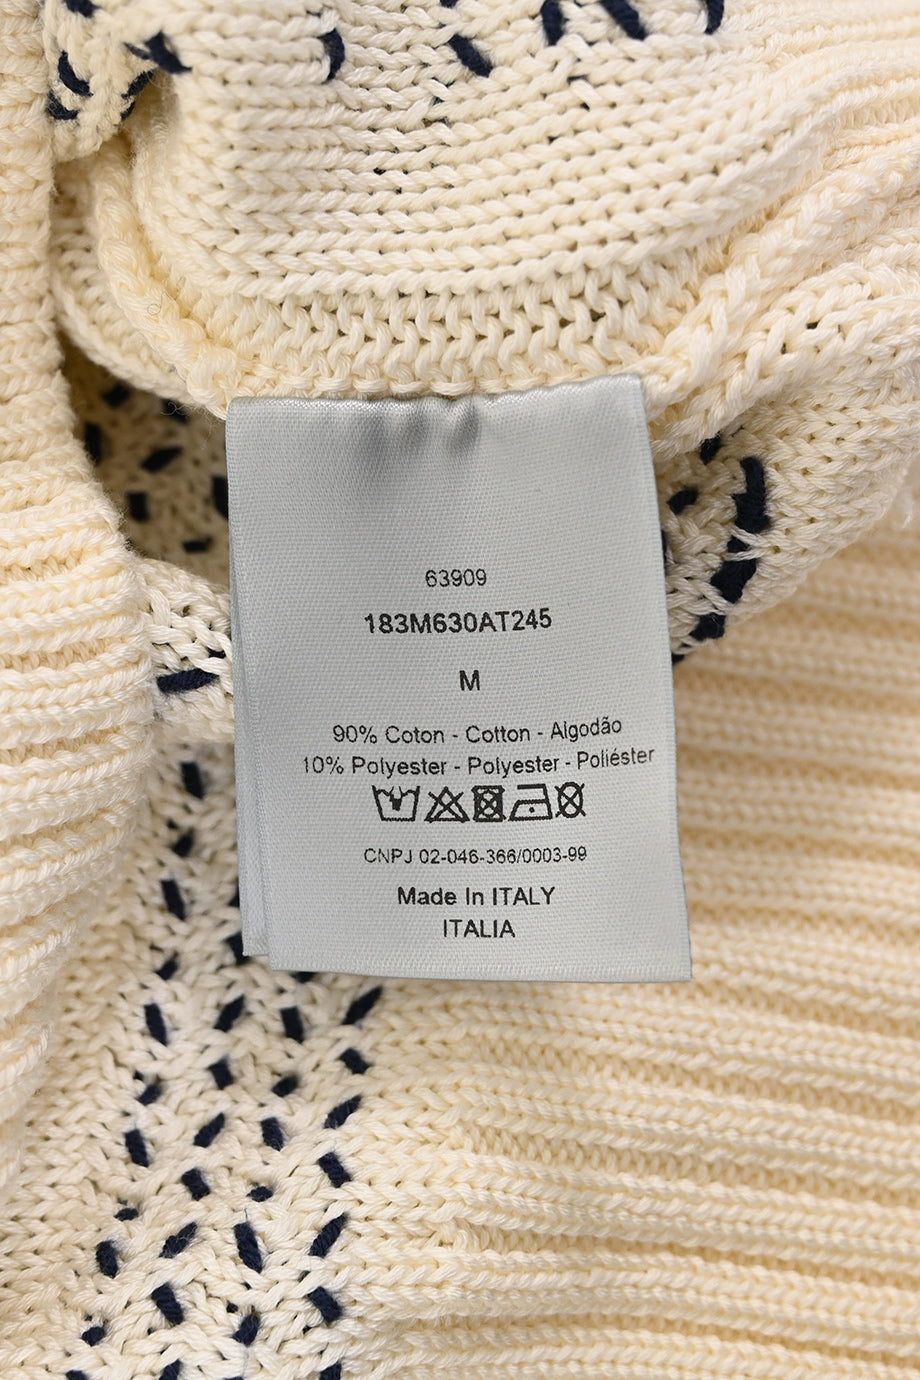 63909
183M630AT245
M
90% Coton - Cotton - Algodão
10% Polyester - Polyester - Poliéster
CNPJ 02-046-366/0003-99
Made In ITALY
ITALIA